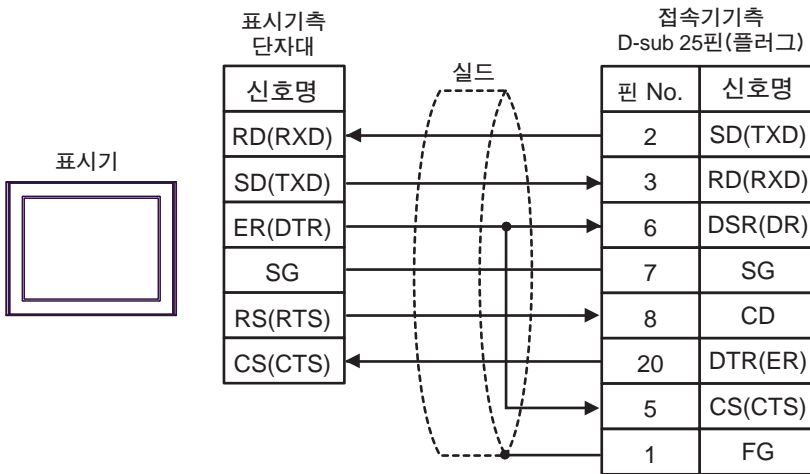 표시기측
단자대
접속기기측
D-sub 25핀(플러그)
실드
표시기
신호명
RD(RXD)
SD(TXD)
ER(DTR)
SG
RS(RTS)
CS(CTS)
핀 No. 신호명
2 SD(TXD)
3 RD(RXD)
6 DSR(DR)
7 SG
8 CD
20 DTR(ER)
5 CS(CTS)
1 FG